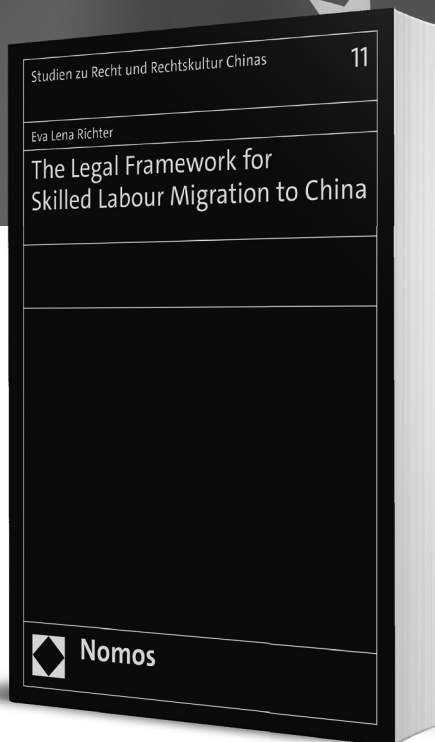 Studien zu Recht und Rechtskultur Chinas 11
Eva Lena Richter
The Legal Framework for
Skilled Labour Migration to China
Nomos